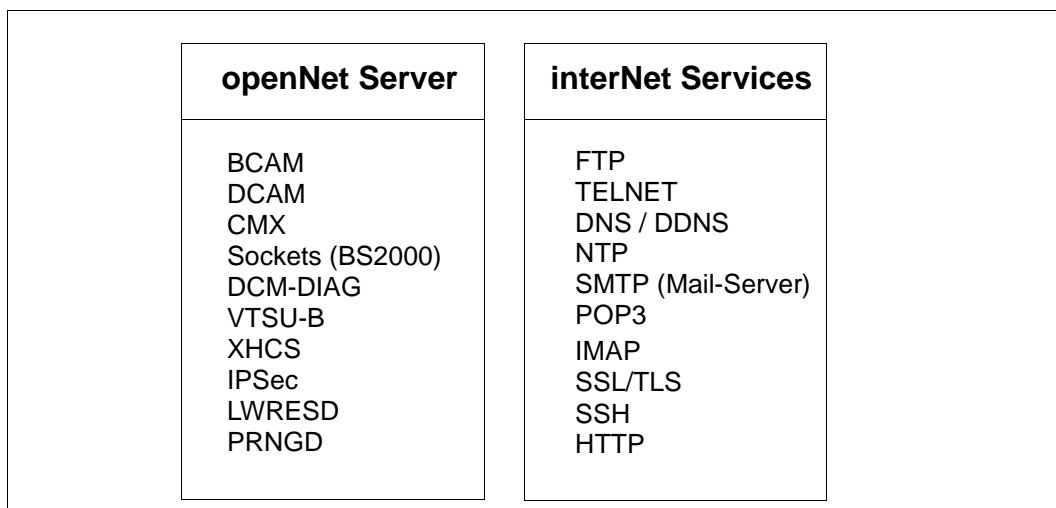 openNet Server
BCAM
DCAM
CMX
Sockets (BS2000)
DCM-DIAG
VTSU-B
XHCS
IPSec
LWRESD
PRNGD
interNet Services
FTP
TELNET
DNS / DDNS
NTP
SMTP (Mail-Server)
POP3
IMAP
SSL/TLS
SSH
HTTP